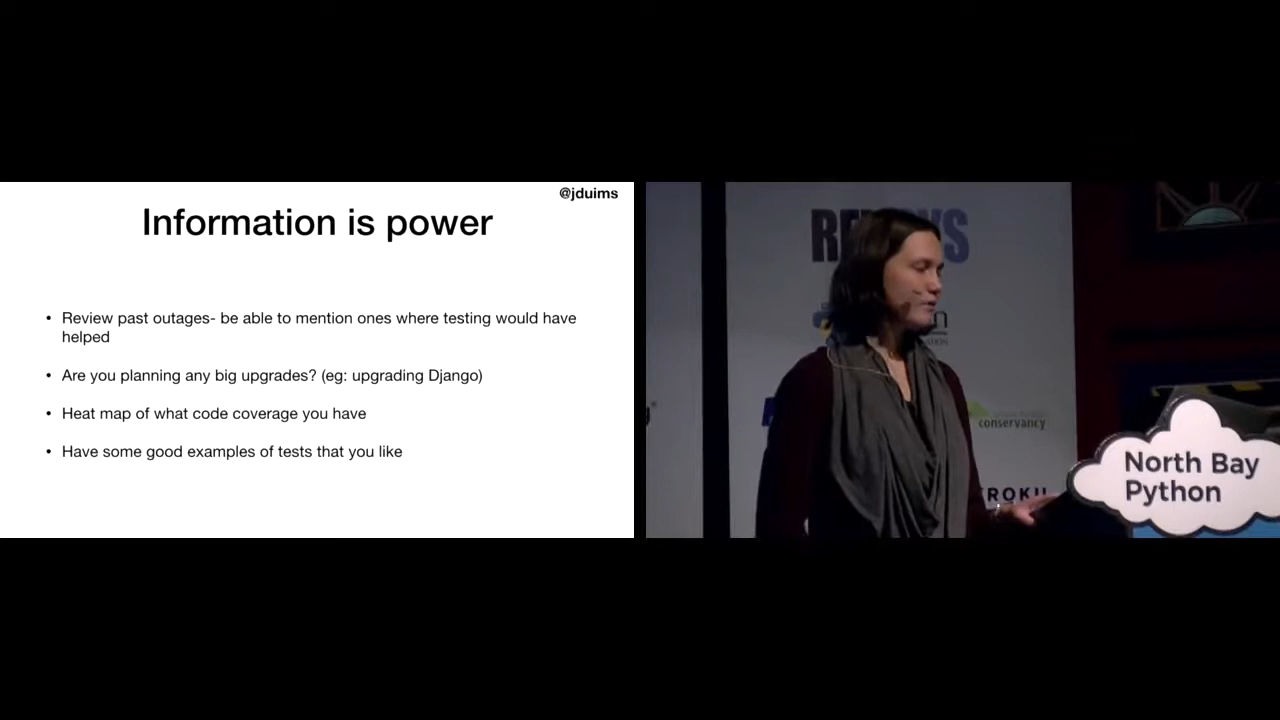 @jduims
Information is power
• Review past outages- be able to mention ones where testing would have
helped
• Are you planning any big upgrades? (eg: upgrading Django)
• Heat map of what code coverage you have
• Have some good examples of tests that you like
conservancy
North Bay
Python